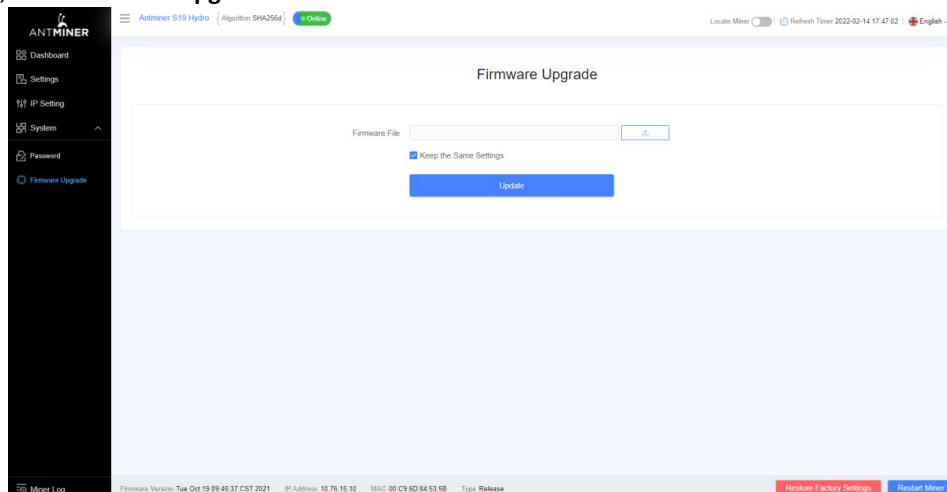 ANTMINER
Antminer S19 Hydro { Algorithm SHA256d } Online
Locate Miner Refresh Timer 2022-02-14 17:47:02 English
Dashboard
Settings
IP Setting
System
Password
Firmware Upgrade
Miner Log
Firmware Upgrade
Firmware File
Keep the Same Settings
Update
Firmware Version Tue Oct 19 09:46:37 CST 2021 IP Address 10.76.15.10 MAC 00:C9:6D:84:53:5B Type Release
Restore Factory Settings
Restart Miner